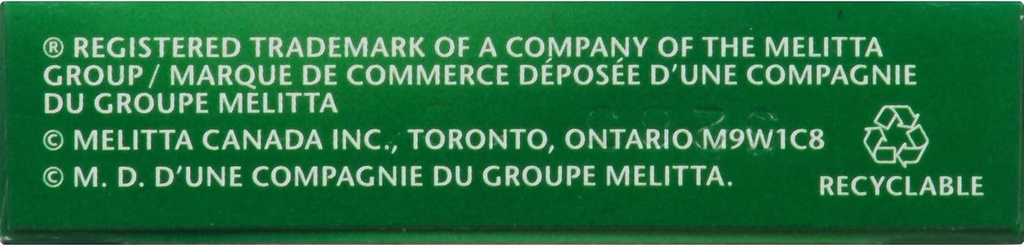 ® REGISTERED TRADEMARK OF A COMPANY OF THE MELITTA
GROUP / MARQUE DE COMMERCE DÉPOSÉE D'UNE COMPAGNIE
DU GROUPE MELITTA
© MELITTA CANADA INC., TORONTO, ONTARIO M9W1C8
© M. D. D'UNE COMPAGNIE DU GROUPE MELITTA.
RECYCLABLE